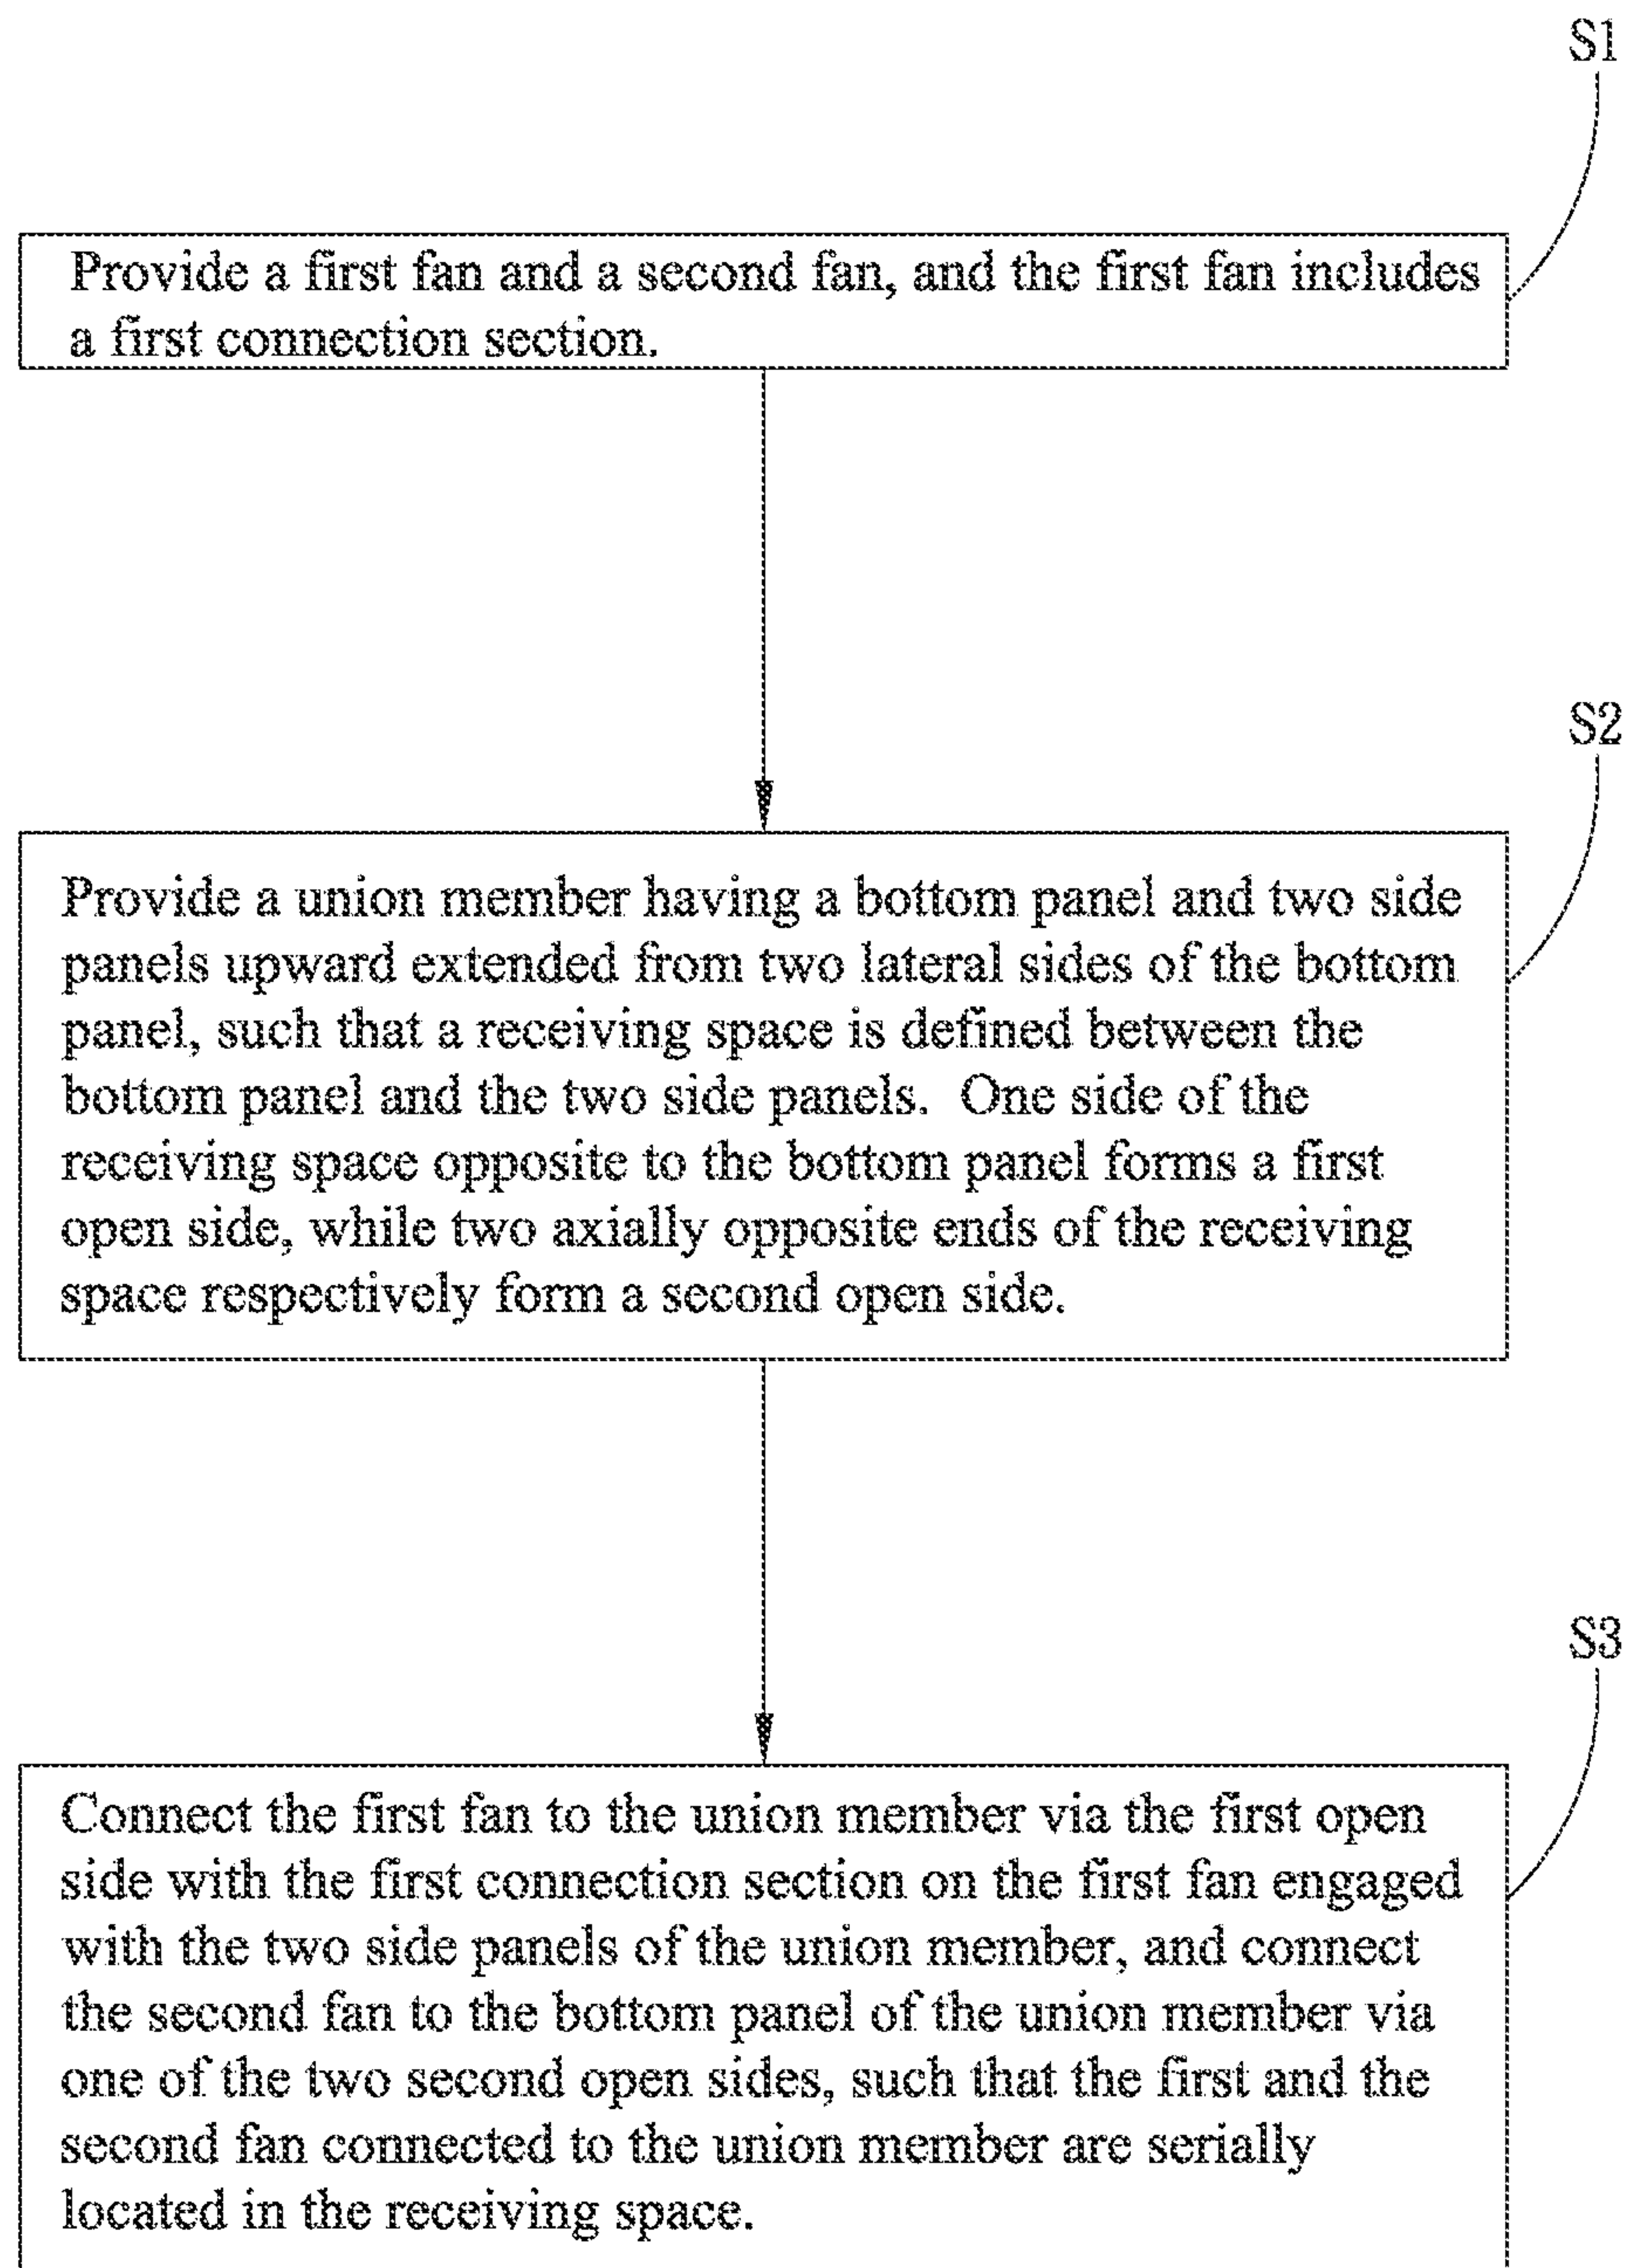 S1
Provide a first fan and a second fan, and the first fan includes
a first connection section.
S2
Provide a union member having a bottom panel and two side
panels upward extended from two lateral sides of the bottom
panel, such that a receiving space is defined between the
bottom panel and the two side panels.  One side of the
receiving space opposite to the bottom panel forms a first
open side, while two axially opposite ends of the receiving
space respectively form a second open side.
S3
Connect the first fan to the union member via the first open
side with the first connection section on the first fan engaged
with the two side panels of the union member, and connect
the second fan to the bottom panel of the union member via
one of the two second open sides, such that the first and the
second fan connected to the union member are serially
located in the receiving space.